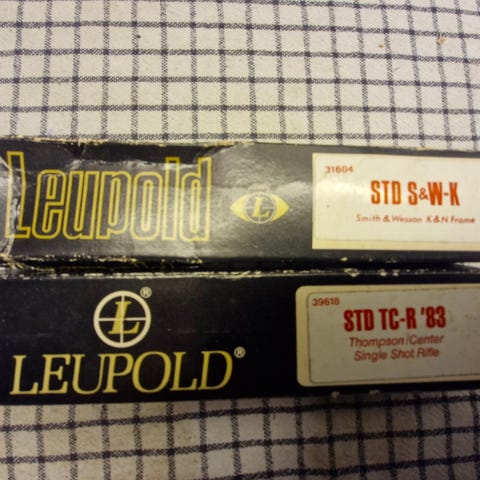 Leupold
L
31604
STD S&W-K
Smith & Wesson K&N Frame
L®
LEUPOLD®
39618
STD TC-R '83
Thompson/Center
Single Shot Rifle